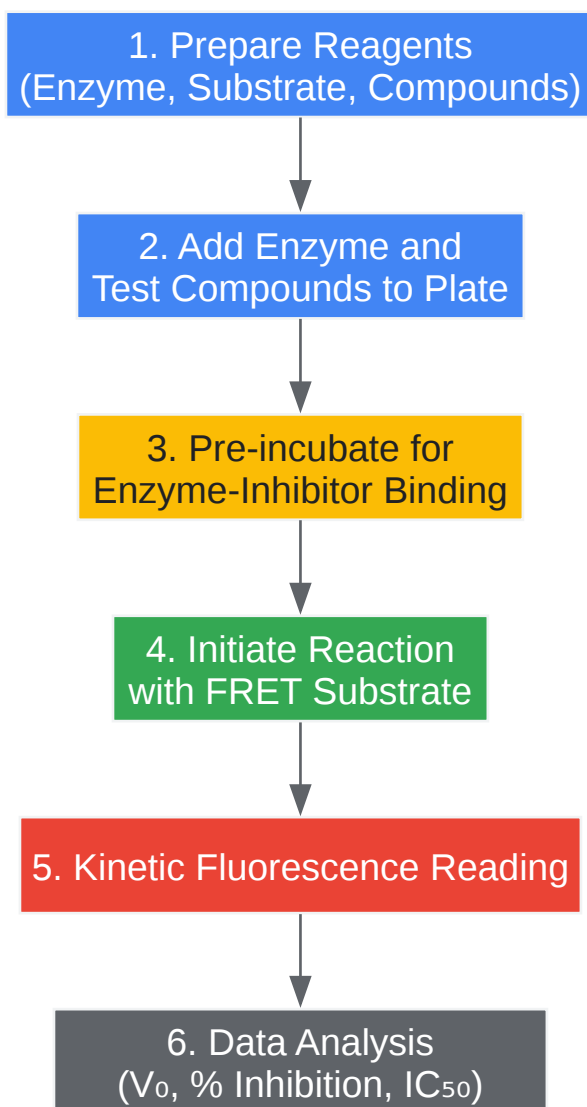 1. Prepare Reagents
(Enzyme, Substrate, Compounds)
2. Add Enzyme and
Test Compounds to Plate
3. Pre-incubate for
Enzyme-Inhibitor Binding
4. Initiate Reaction
with FRET Substrate
5. Kinetic Fluorescence Reading
6. Data Analysis
(V₀, % Inhibition, IC₅₀)